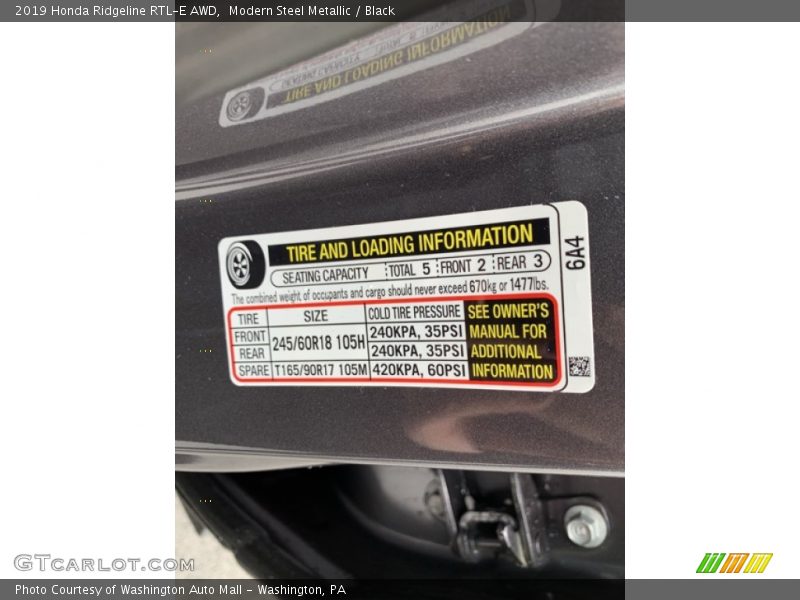 2019 Honda Ridgeline RTL-E AWD,  Modern Steel Metallic / Black
TIRE AND LOADING INFORMATION
SEATING CAPACITY
TIRE AND LOADING INFORMATION
SEATING CAPACITY TOTAL 5 FRONT 2 REAR 3
The combined weight of occupants and cargo should never exceed 670kg or 1477lbs.
TIRE SIZE COLD TIRE PRESSURE
FRONT 245/60R18 105H 240KPA, 35PSI
REAR 240KPA, 35PSI
SPARE T165/90R17 105M 420KPA, 60PSI
SEE OWNER'S
MANUAL FOR
ADDITIONAL
INFORMATION
6A4
GTCARLOT.COM™
Photo Courtesy of Washington Auto Mall - Washington, PA